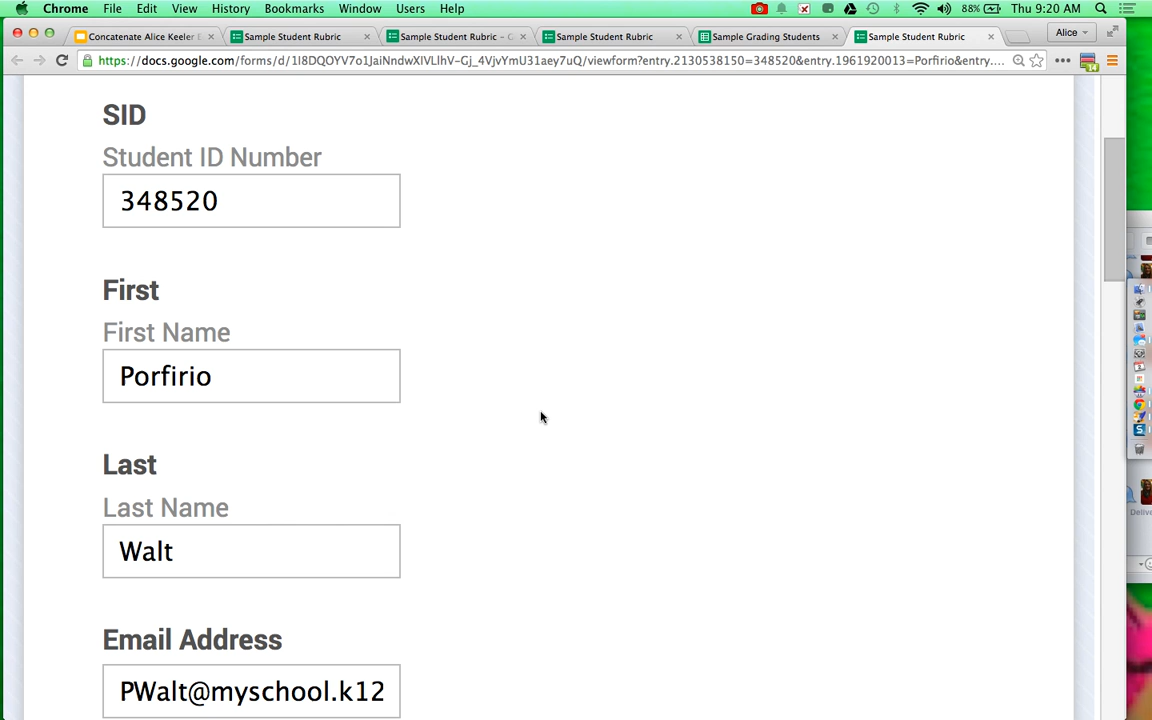 Chrome File Edit View History Bookmarks Window Users Help 88% Thu 9:20 AM
Concatenate Alice Keeler Sample Student Rubric Sample Student Rubric - Sample Student Rubric Sample Grading Students Sample Student Rubric Alice
https://docs.google.com/forms/d/1I8DQOYV7o1JaiNndwXIVLlhV-Gj_4VjvYmU31aey7uQ/viewform?entry.2130538150=348520&entry.1961920013=Porfirio&entry....
SID
Student ID Number
348520
First
First Name
Porfirio
Last
Last Name
Walt
Email Address
PWalt@myschool.k12